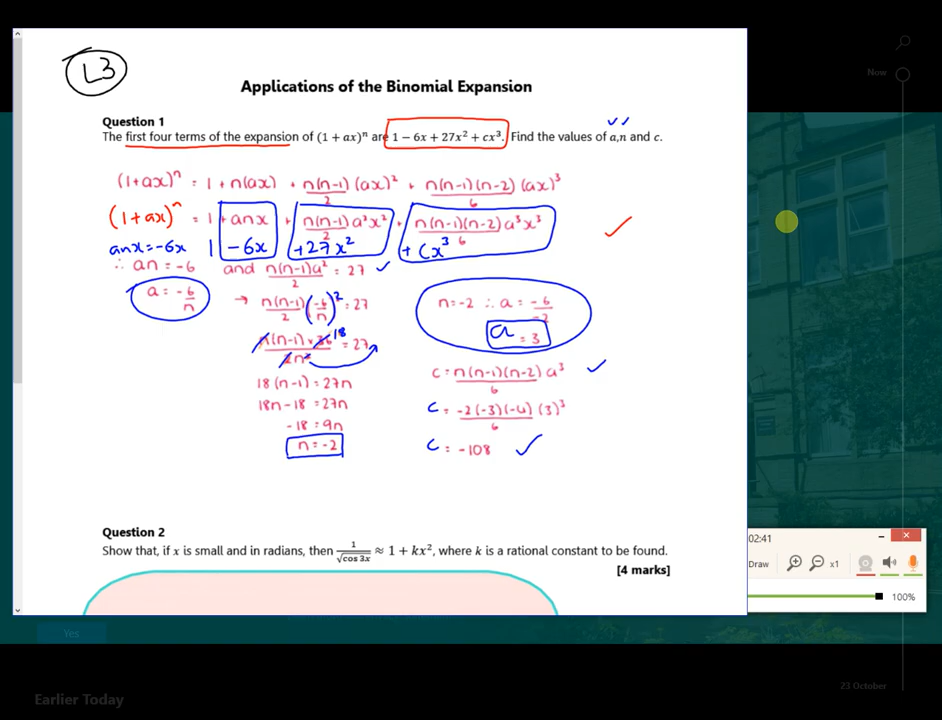 L3
Now
Applications of the Binomial Expansion
Question 1
The first four terms of the expansion of (1 + ax)ⁿ are 1 − 6x + 27x² + cx³. Find the values of a,n and c.
(1+ax)ⁿ = 1 + n(ax) + n(n-1)/2 (ax)² + n(n-1)(n-2)/6 (ax)³
(1+ax)ⁿ = 1 + anx + n(n-1)a²x²/2 + n(n-1)(n-2)a³x³/6
anx = -6x 1 -6x +27x² + cx³
∴ an = -6 and n(n-1)a²/2 = 27
a = -6/n
→ n(n-1)/2 (-6/n)² = 27
n(n-1) × 36/2n² = 27
18
18(n-1) = 27n
18n - 18 = 27n
-18 = 9n
n = -2
n = -2 ∴ a = -6/-2
a = 3
c = n(n-1)(n-2)a³/6
c = -2(-3)(-4)(3)³/6
c = -108
Question 2
Show that, if x is small and in radians, then 1/√cos 3x ≈ 1 + kx², where k is a rational constant to be found.
[4 marks]
02:41
Draw x1
100%
Yes
23 October
Earlier Today